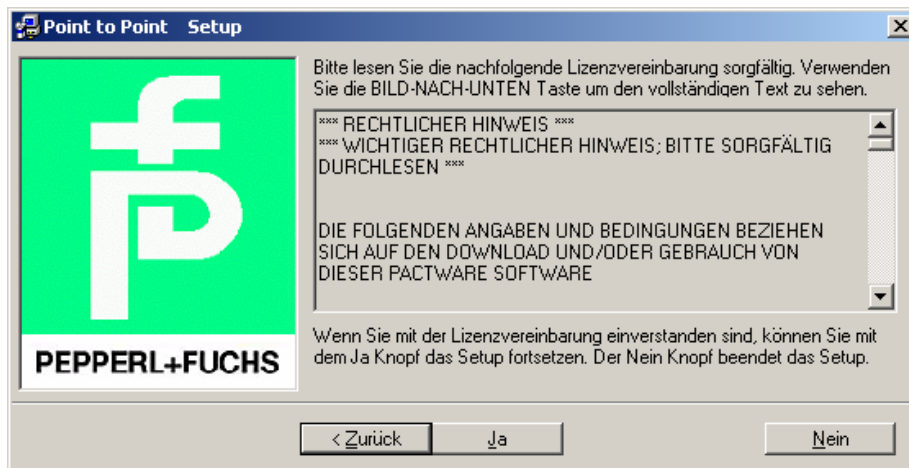 Point to Point Setup
Bitte lesen Sie die nachfolgende Lizenzvereinbarung sorgfältig. Verwenden
Sie die BILD-NACH-UNTEN Taste um den vollständigen Text zu sehen.
*** RECHTLICHER HINWEIS ***
*** WICHTIGER RECHTLICHER HINWEIS; BITTE SORGFÄLTIG
DURCHLESEN ***
DIE FOLGENDEN ANGABEN UND BEDINGUNGEN BEZIEHEN
SICH AUF DEN DOWNLOAD UND/ODER GEBRAUCH VON
DIESER PACTWARE SOFTWARE
Wenn Sie mit der Lizenzvereinbarung einverstanden sind, können Sie mit
dem Ja Knopf das Setup fortsetzen. Der Nein Knopf beendet das Setup.
PEPPERL+FUCHS
< Zurück
Ja
Nein